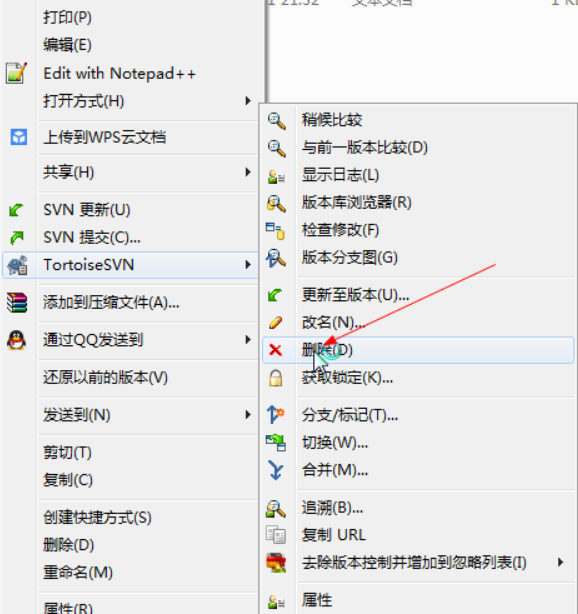 打印(P)
编辑(E)
Edit with Notepad++
打开方式(H)
上传到WPS云文档
共享(H)
SVN 更新(U)
SVN 提交(C)...
TortoiseSVN
添加到压缩文件(A)...
通过QQ发送到
还原以前的版本(V)
发送到(N)
剪切(T)
复制(C)
创建快捷方式(S)
删除(D)
重命名(M)
属性(R)
文本文档
稍候比较
与前一版本比较(D)
显示日志(L)
版本库浏览器(R)
检查修改(F)
版本分支图(G)
更新至版本(U)...
改名(N)...
删除(D)
获取锁定(K)...
分支/标记(T)...
切换(W)...
合并(M)...
追溯(B)...
复制 URL
去除版本控制并增加到忽略列表(I)
属性